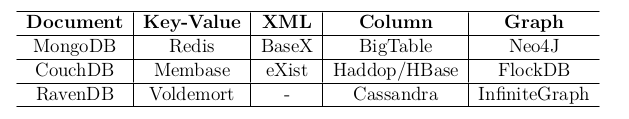 Document Key-Value XML Column Graph
MongoDB Redis BaseX BigTable Neo4J
CouchDB Membase eXist Haddop/HBase FlockDB
RavenDB Voldemort - Cassandra InfiniteGraph